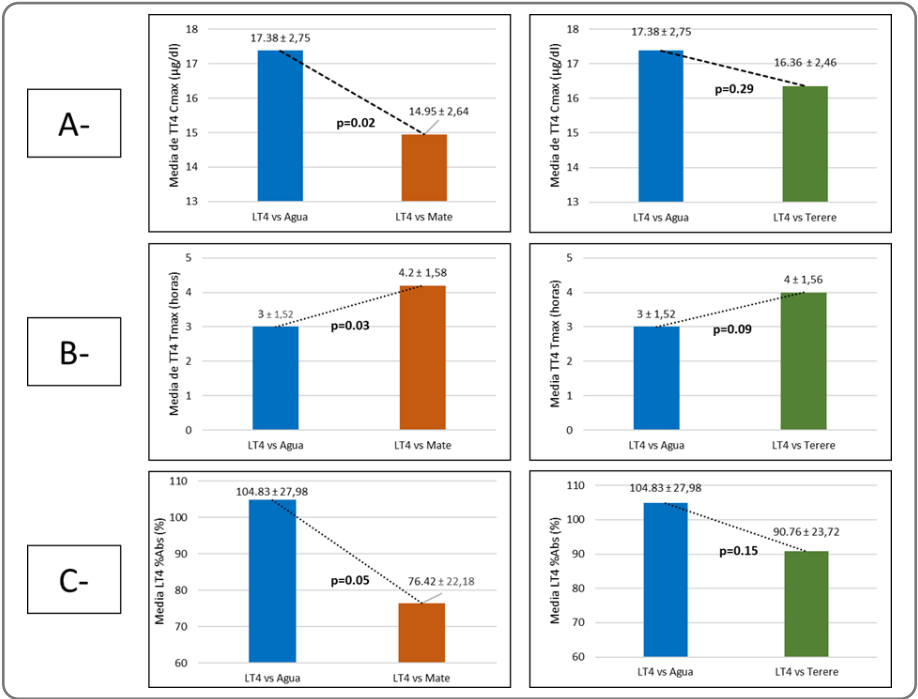 A-
Media de TT4 Cmax (µg/dl)
18
17
16
15
14
13
17.38 ± 2,75
p=0.02
14.95 ± 2,64
LT4 vs Agua
LT4 vs Mate
Media de TT4 Cmax (µg/dl)
18
17
16
15
14
13
17.38 ± 2,75
16.36 ± 2,46
p=0.29
LT4 vs Agua
LT4 vs Terere
B-
Media de TT4 Tmax (horas)
5
4
3
2
1
0
3 ± 1,52
4.2 ± 1,58
p=0.03
LT4 vs Agua
LT4 vs Mate
Media TT4 Tmax (horas)
5
4
3
2
1
0
3 ± 1,52
4 ± 1,56
p=0.09
LT4 vs Agua
LT4 vs Terere
C-
Media LT4 %Abs (%)
110
100
90
80
70
60
104.83 ± 27,98
p=0.05
76.42 ± 22,18
LT4 vs Agua
LT4 vs Mate
Media LT4 %Abs (%)
110
100
90
80
70
60
104.83 ± 27,98
90.76 ± 23,72
p=0.15
LT4 vs Agua
LT4 vs Terere